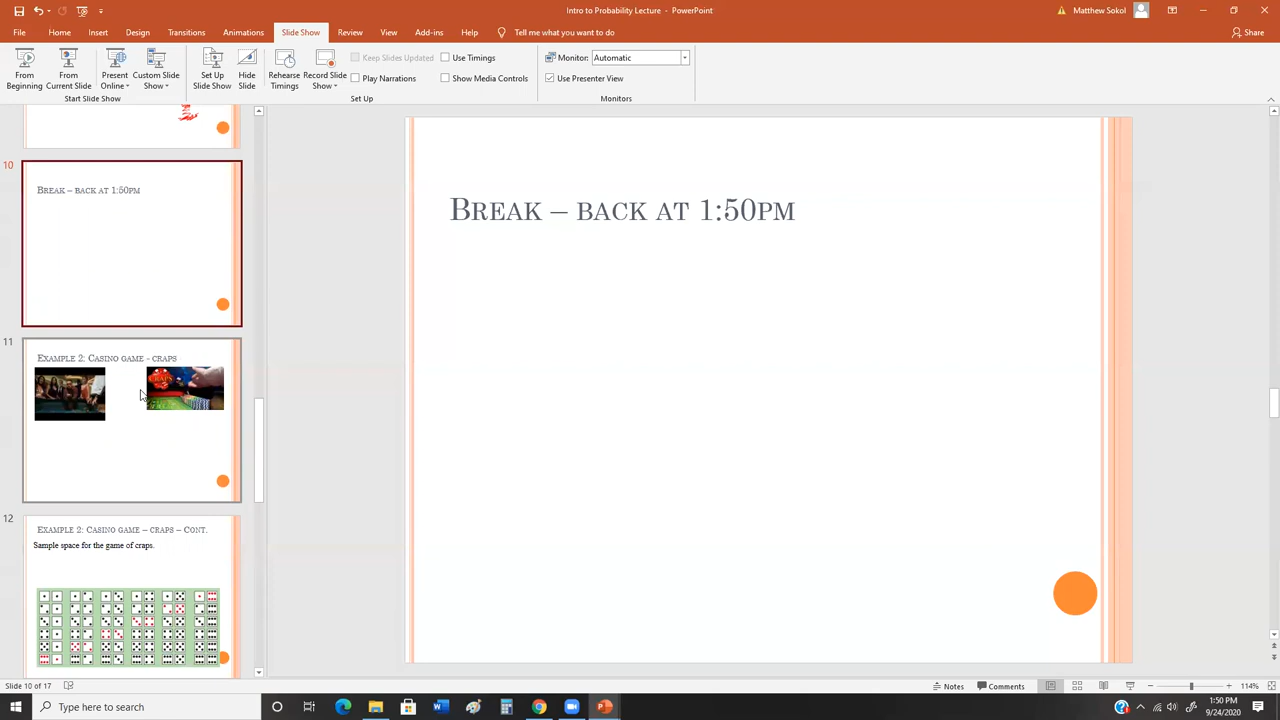 Intro to Probability Lecture - PowerPoint
Matthew Sokol
File Home Insert Design Transitions Animations Slide Show Review View Add-ins Help Tell me what you want to do
Share
From Beginning
From Current Slide
Present Online
Custom Slide Show
Start Slide Show
Set Up Slide Show
Hide Slide
Rehearse Timings
Record Slide Show
Keep Slides Updated
Play Narrations
Use Timings
Show Media Controls
Set Up
Monitor: Automatic
Use Presenter View
Monitors
10
BREAK – BACK AT 1:50PM
11
EXAMPLE 2: CASINO GAME - CRAPS
CRAPS
12
EXAMPLE 2: CASINO GAME – CRAPS – CONT.
Sample space for the game of craps.
BREAK – BACK AT 1:50PM
Slide 10 of 17
Notes
Comments
114%
Type here to search
1:50 PM
9/24/2020